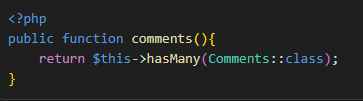 <?php
public function comments(){
    return $this->hasMany(Comments::class);
}